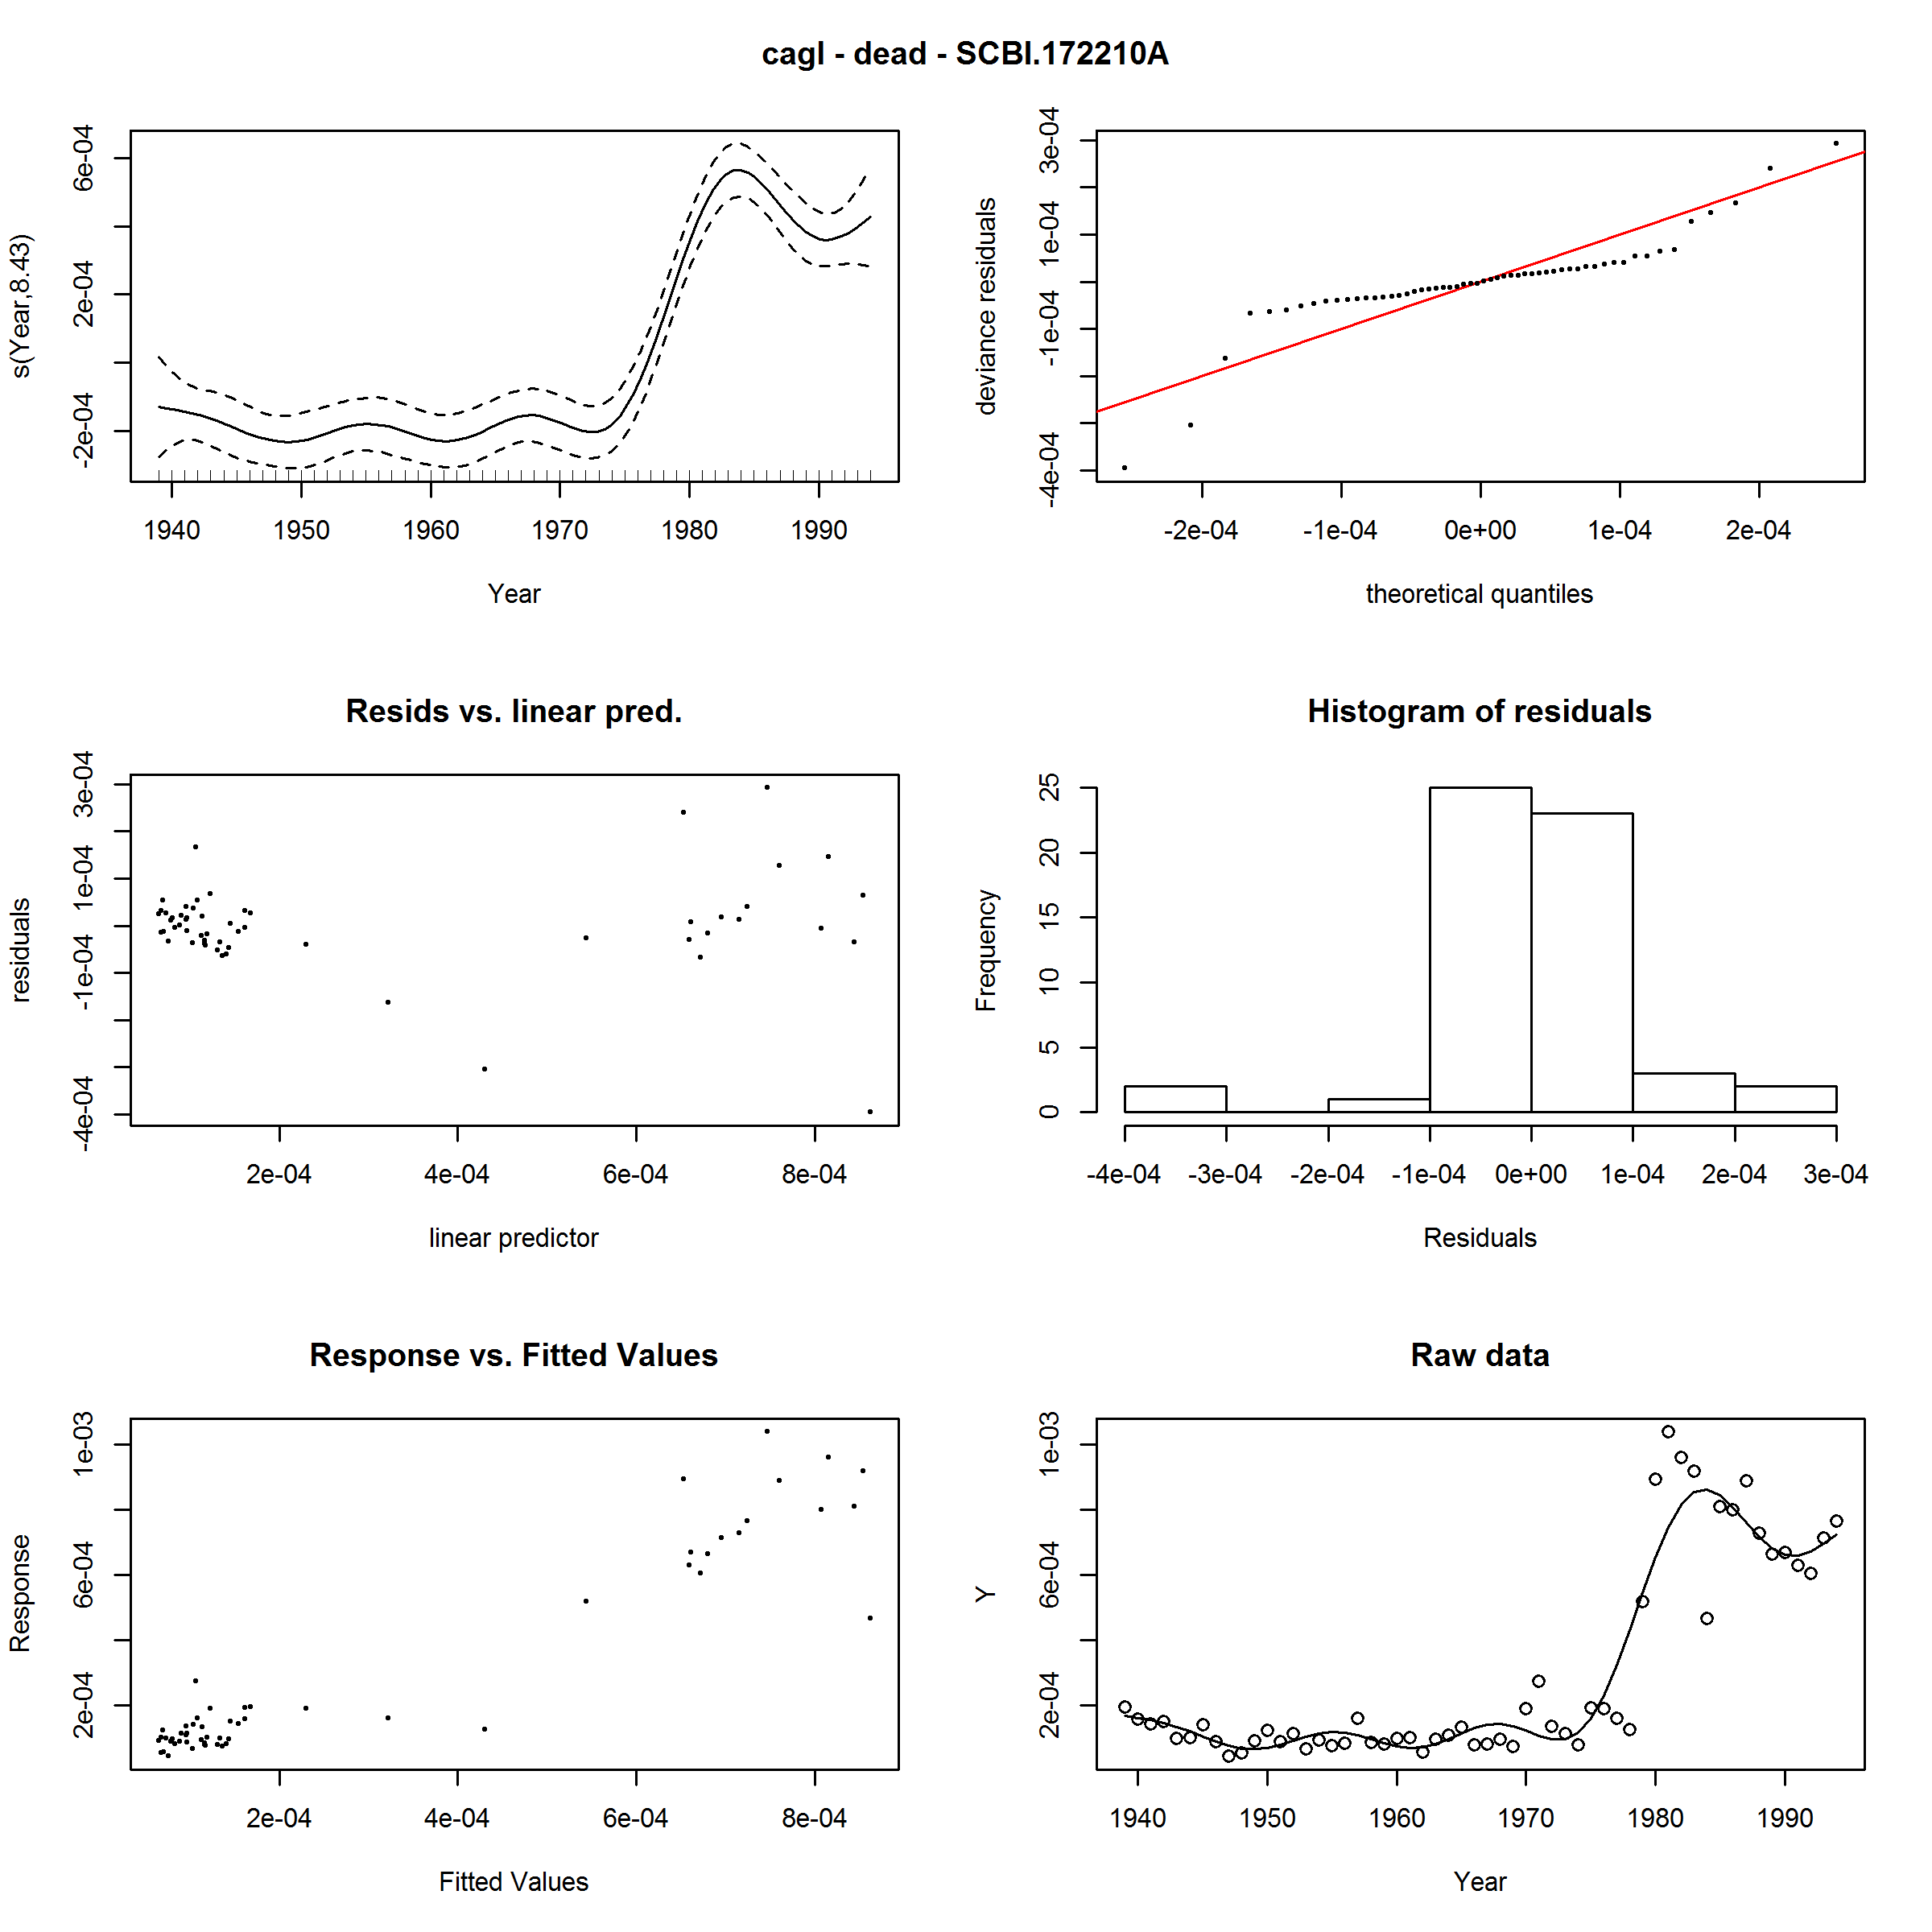 cagl - dead - SCBI.172210A
s(Year,8.43)
-2e-04 2e-04 6e-04
1940 1950 1960 1970 1980 1990
Year
deviance residuals
-4e-04 -1e-04 1e-04 3e-04
-2e-04 -1e-04 0e+00 1e-04 2e-04
theoretical quantiles
Resids vs. linear pred.
residuals
-4e-04 -1e-04 1e-04 3e-04
2e-04 4e-04 6e-04 8e-04
linear predictor
Histogram of residuals
Frequency
0 5 10 15 20 25
-4e-04 -3e-04 -2e-04 -1e-04 0e+00 1e-04 2e-04 3e-04
Residuals
Response vs. Fitted Values
Response
2e-04 6e-04 1e-03
2e-04 4e-04 6e-04 8e-04
Fitted Values
Raw data
Y
2e-04 6e-04 1e-03
1940 1950 1960 1970 1980 1990
Year